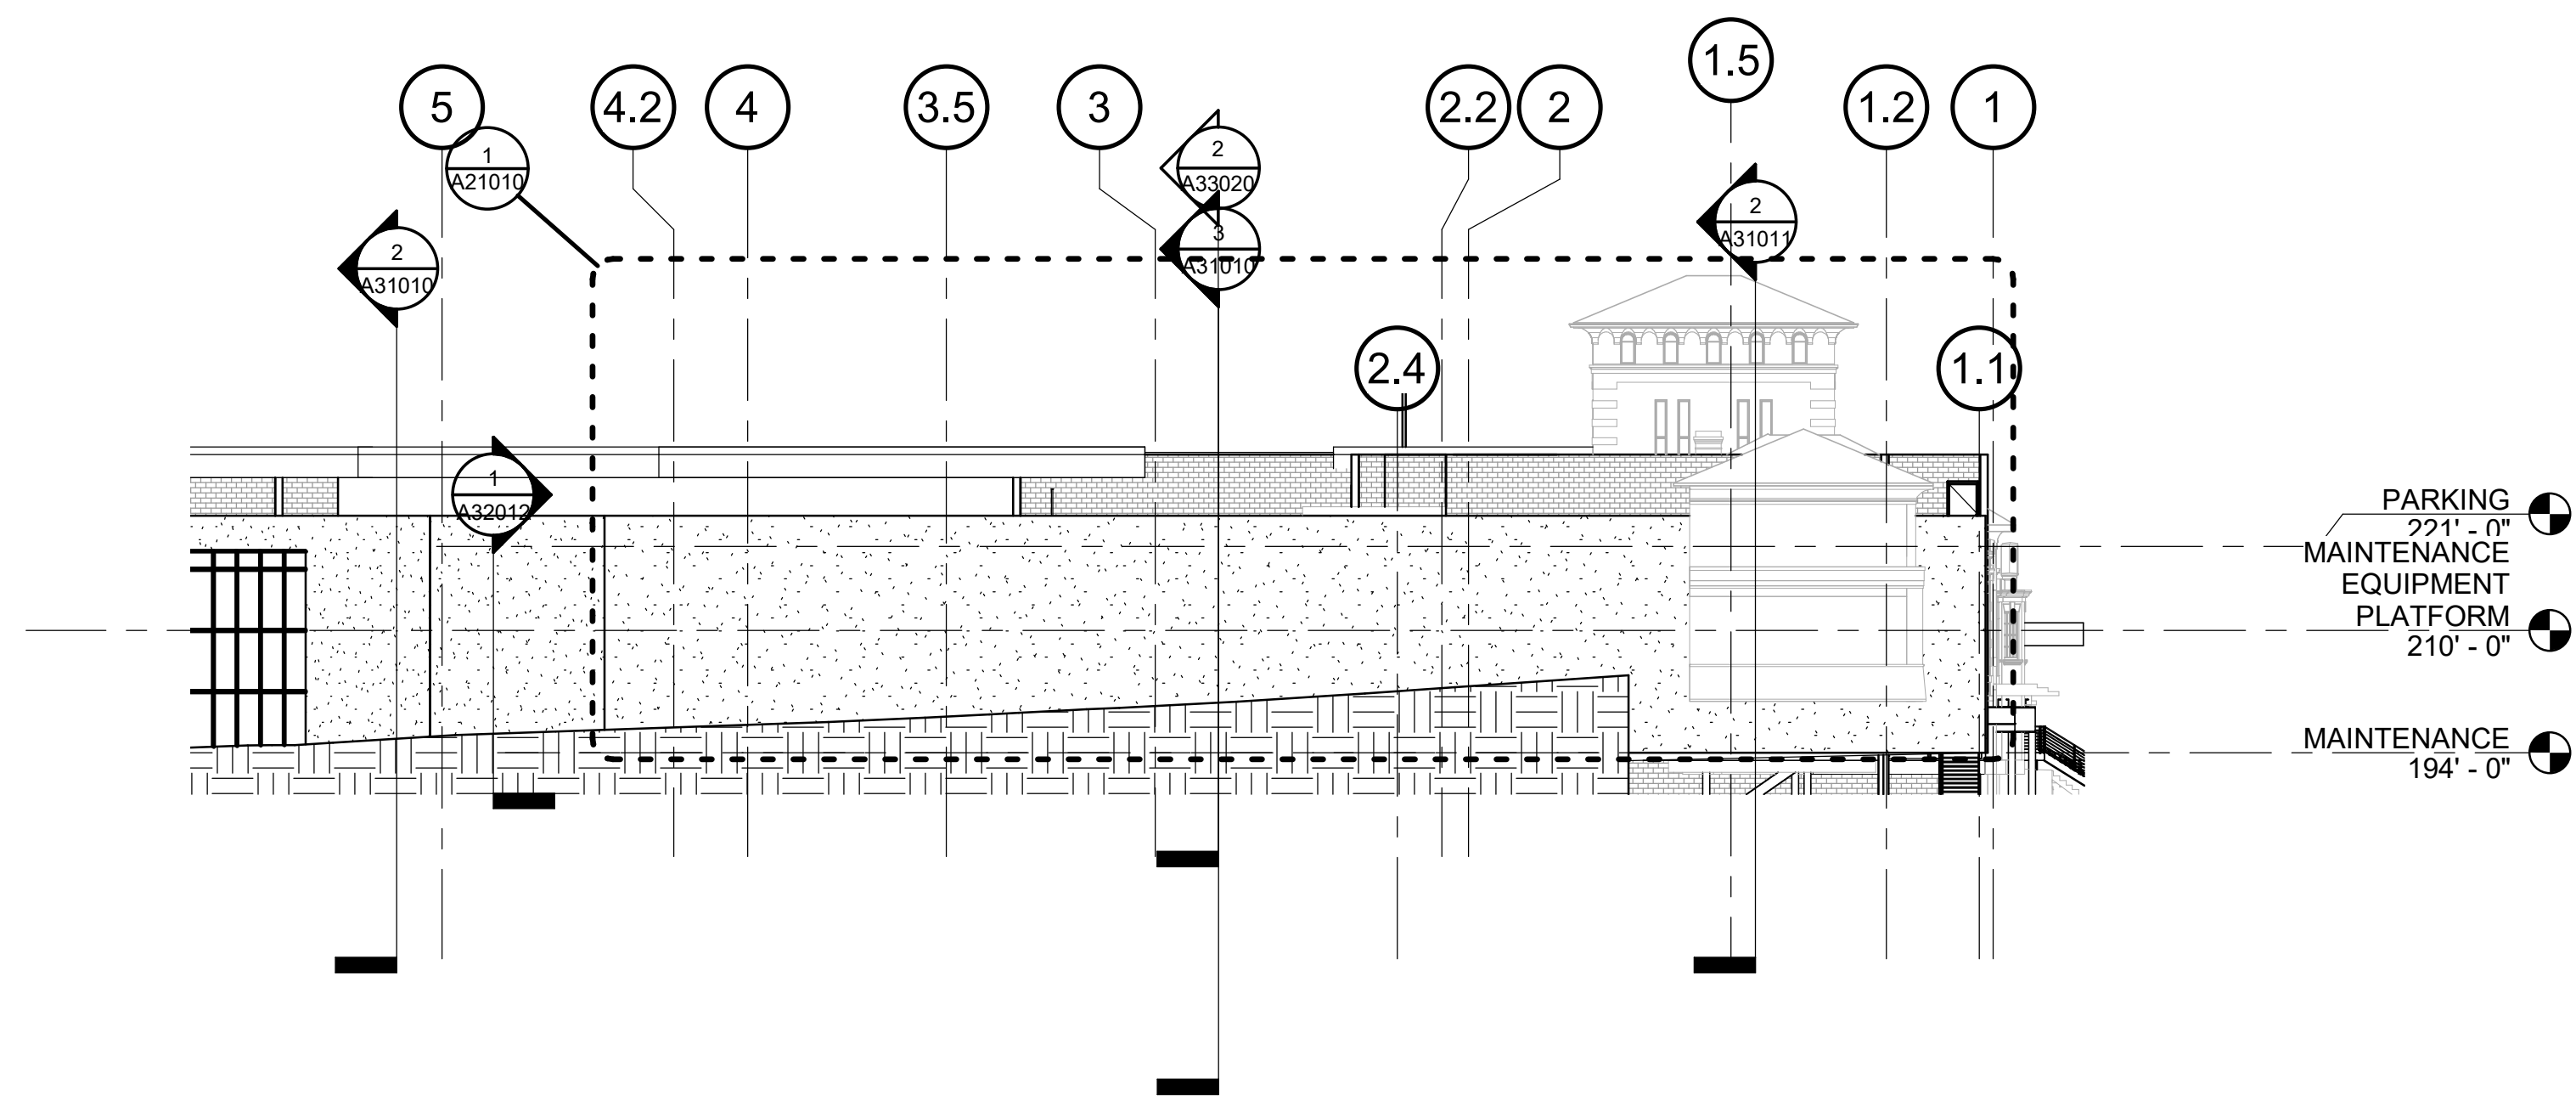 1.5
5
4.2
4
3.5
3
2.2
2
1.2
1
1
A21010
2
A33020
2
A31011
3
A31010
2
A31010
2.4
1.1
1
A32012
PARKING
221' - 0"
MAINTENANCE
EQUIPMENT
PLATFORM
210' - 0"
MAINTENANCE
194' - 0"